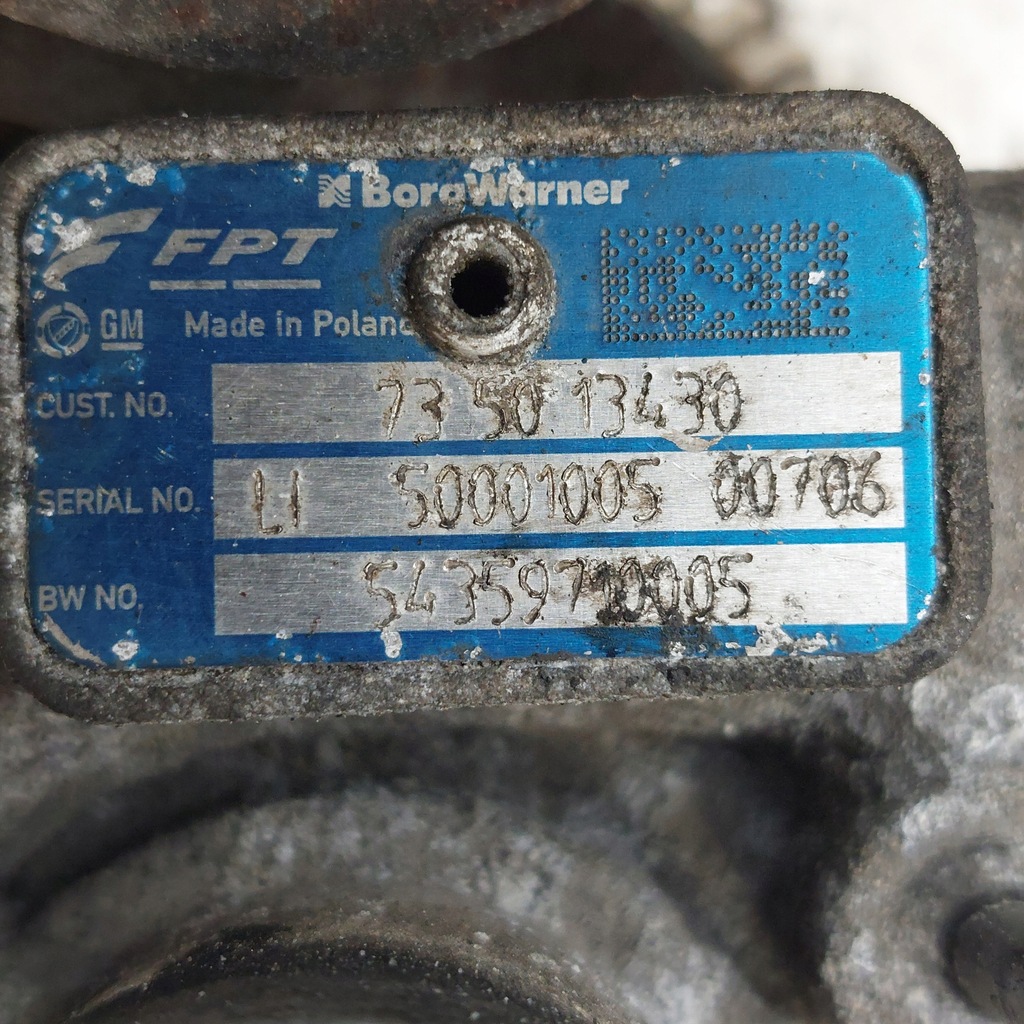 BorgWarner
FPT
GM Made in Poland
CUST. NO. 73 50 13430
SERIAL NO. LI 50001005 00706
BW NO. 54359710005